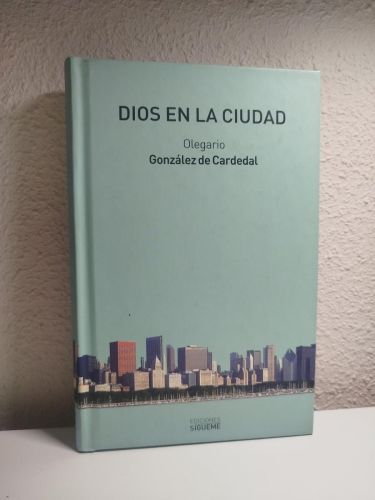 DIOS EN LA CIUDAD
Olegario
González de Cardedal
EDICIONES
SÍGUEME